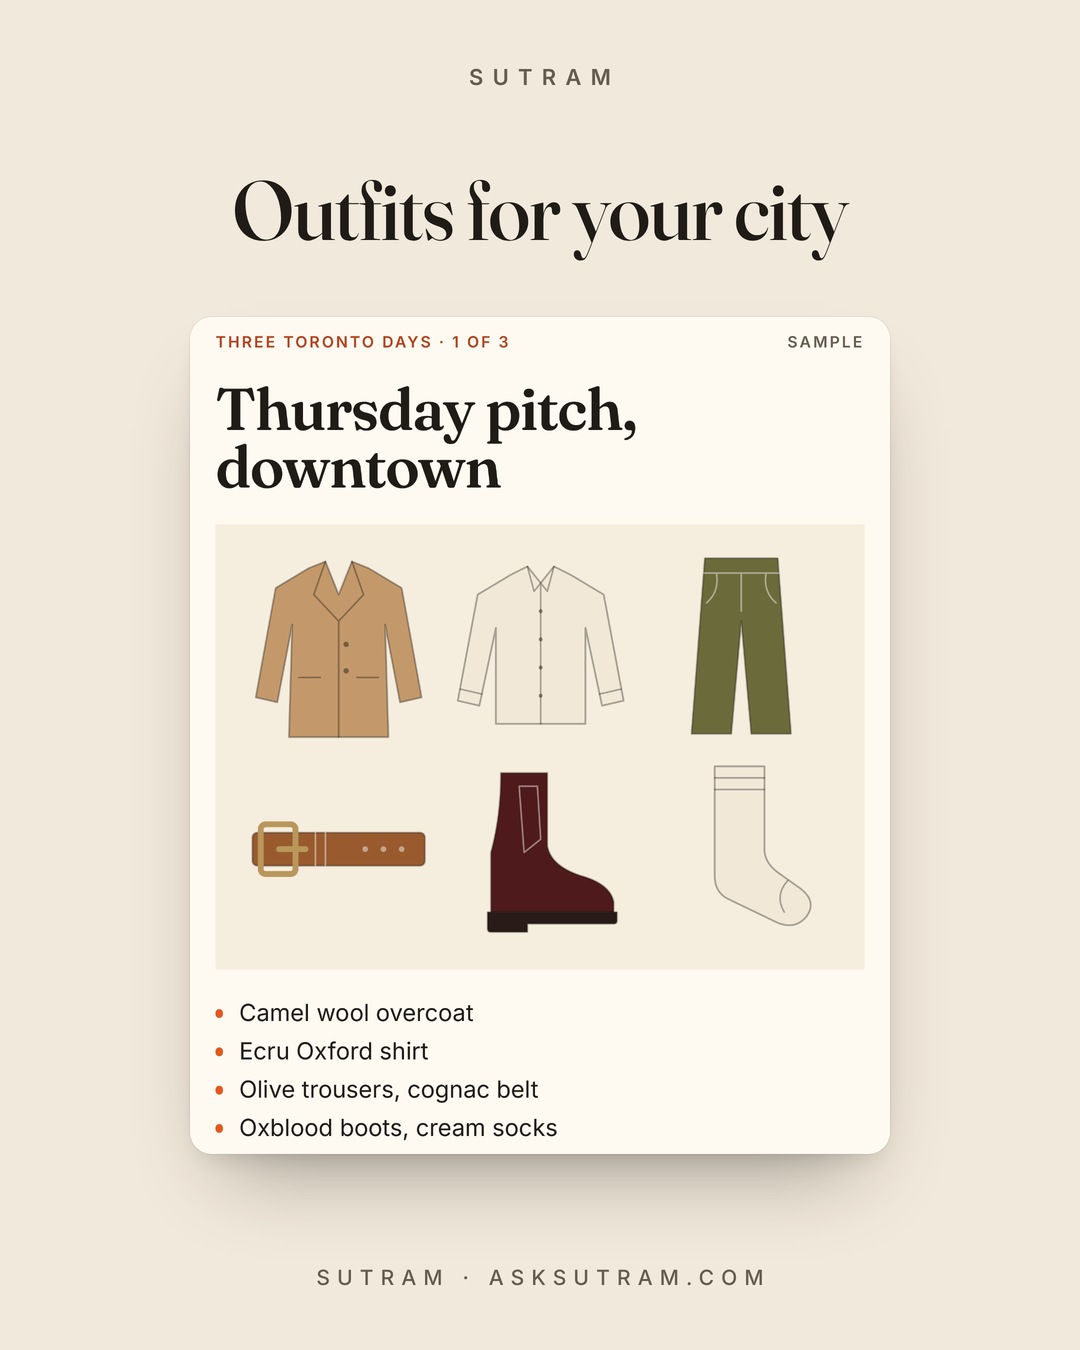 SUTRAM
Outfits for your city
THREE TORONTO DAYS · 1 OF 3
SAMPLE
Thursday pitch,
downtown
• Camel wool overcoat
• Ecru Oxford shirt
• Olive trousers, cognac belt
• Oxblood boots, cream socks
SUTRAM · ASKSUTRAM.COM